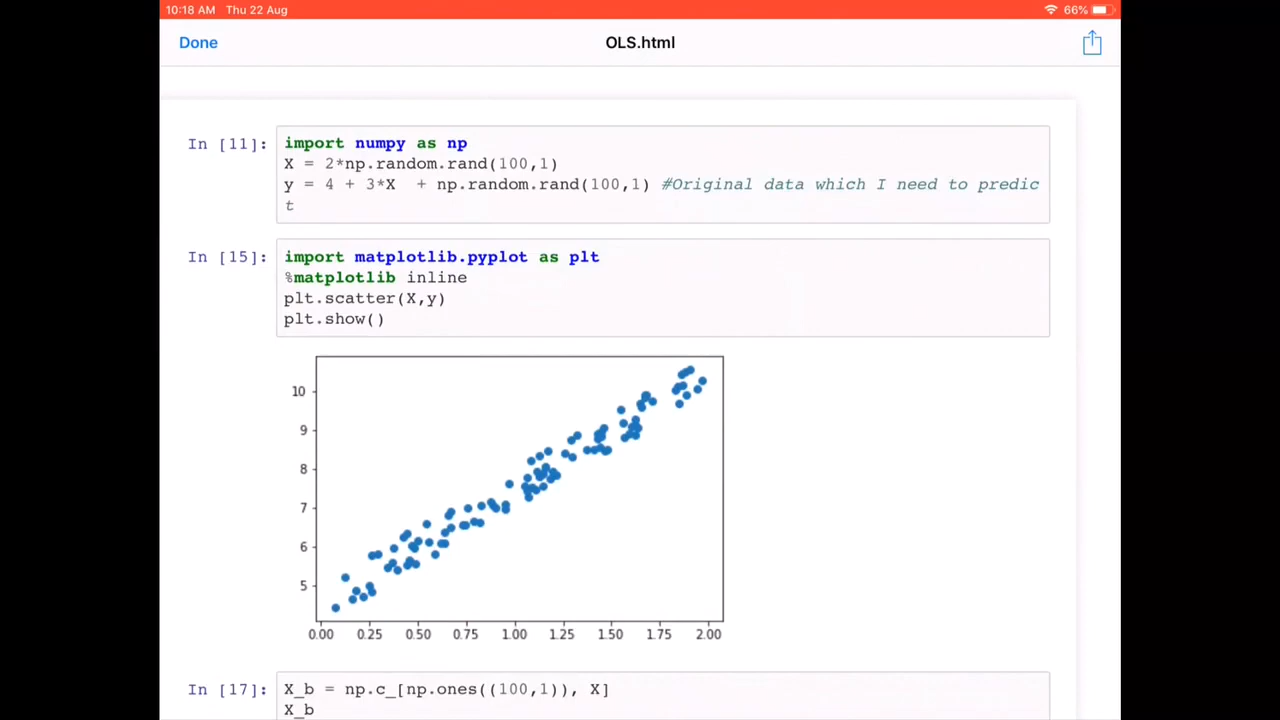 10:18 AM Thu 22 Aug 66%
Done OLS.html
In [11]: import numpy as np
X = 2*np.random.rand(100,1)
y = 4 + 3*X  + np.random.rand(100,1) #Original data which I need to predic
t
In [15]: import matplotlib.pyplot as plt
%matplotlib inline
plt.scatter(X,y)
plt.show()
10
9
8
7
6
5
0.00 0.25 0.50 0.75 1.00 1.25 1.50 1.75 2.00
In [17]: X_b = np.c_[np.ones((100,1)), X]
X_b